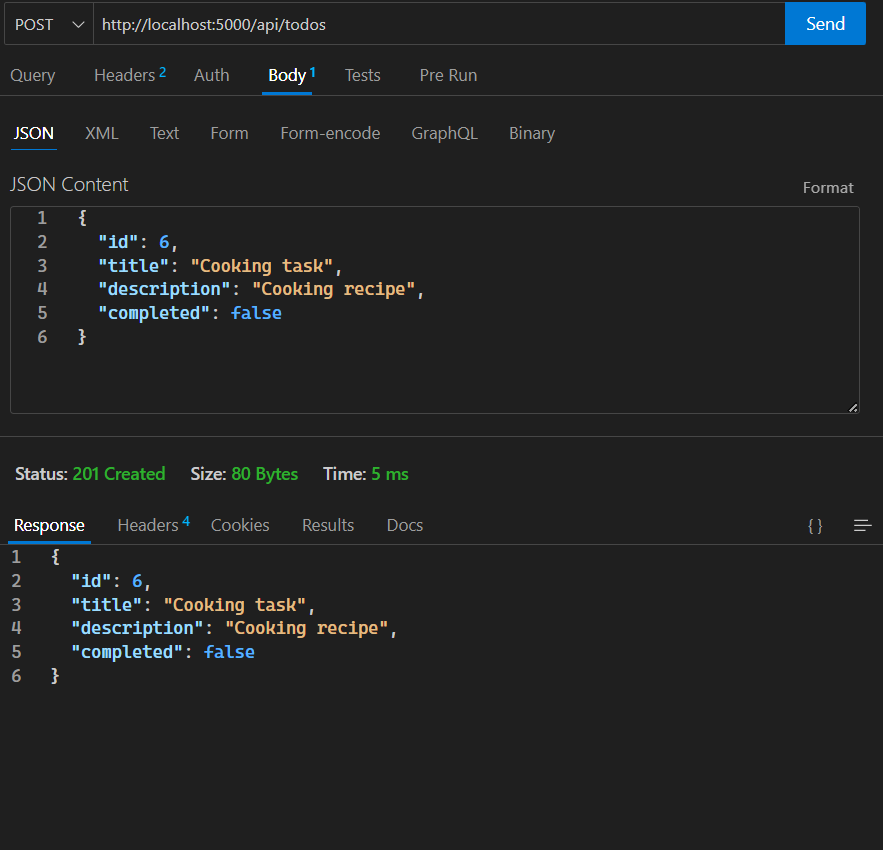 POST http://localhost:5000/api/todos Send
Query Headers 2 Auth Body 1 Tests Pre Run
JSON XML Text Form Form-encode GraphQL Binary
JSON Content Format
1 {
2 "id": 6,
3 "title": "Cooking task",
4 "description": "Cooking recipe",
5 "completed": false
6 }
Status: 201 Created Size: 80 Bytes Time: 5 ms
Response Headers 4 Cookies Results Docs { }
1 {
2 "id": 6,
3 "title": "Cooking task",
4 "description": "Cooking recipe",
5 "completed": false
6 }